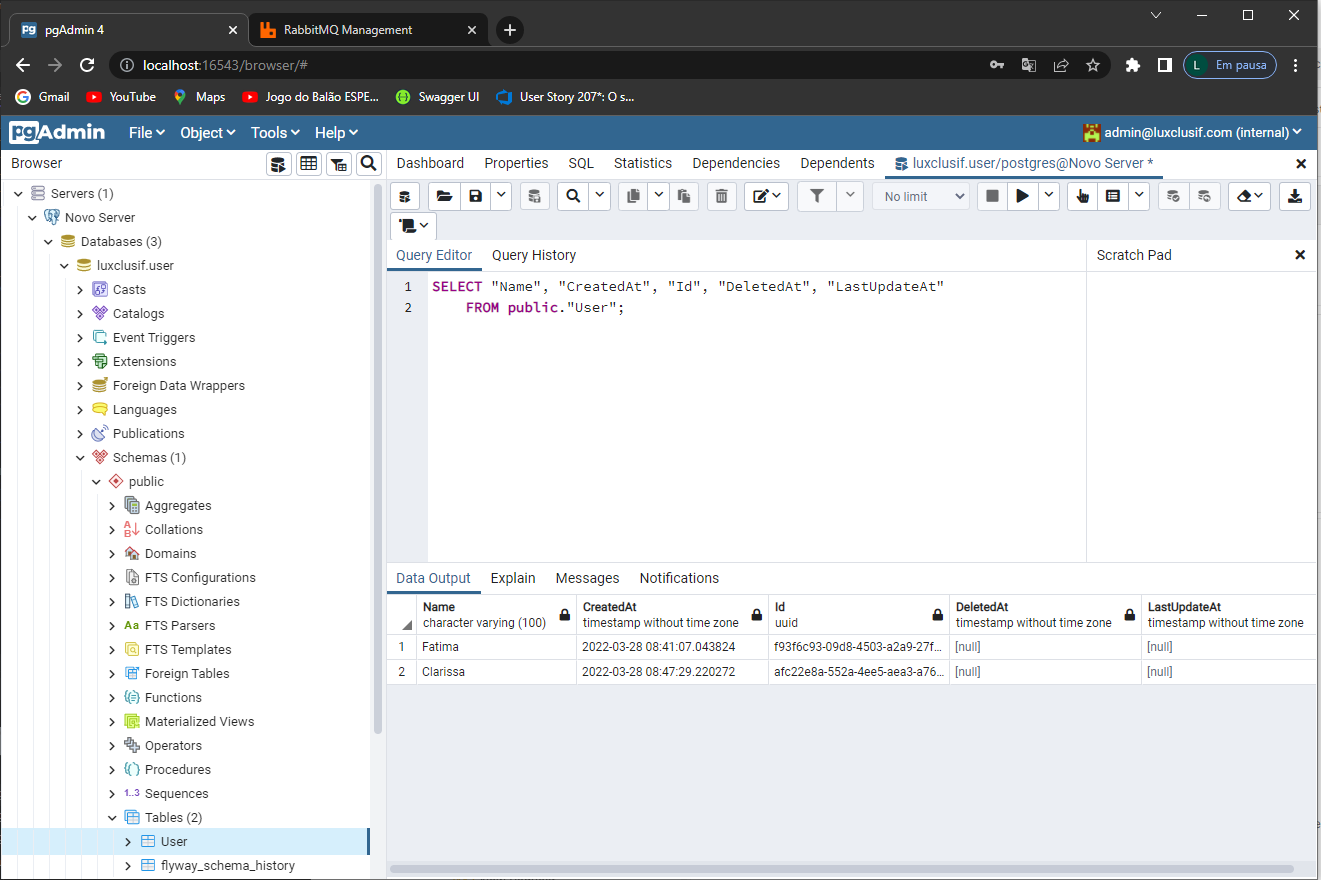 pgAdmin 4
RabbitMQ Management
localhost:16543/browser/#
L Em pausa
Gmail YouTube Maps Jogo do Balão ESPE... Swagger UI User Story 207*: O s...
pgAdmin File Object Tools Help admin@luxclusif.com (internal)
Browser
Dashboard Properties SQL Statistics Dependencies Dependents luxclusif.user/postgres@Novo Server *
No limit
Servers (1)
Novo Server
Databases (3)
luxclusif.user
Casts
Catalogs
Event Triggers
Extensions
Foreign Data Wrappers
Languages
Publications
Schemas (1)
public
Aggregates
Collations
Domains
FTS Configurations
FTS Dictionaries
Aa FTS Parsers
FTS Templates
Foreign Tables
Functions
Materialized Views
Operators
Procedures
1..3 Sequences
Tables (2)
User
flyway_schema_history
Query Editor Query History
Scratch Pad
1 SELECT "Name", "CreatedAt", "Id", "DeletedAt", "LastUpdateAt"
2 FROM public."User";
Data Output Explain Messages Notifications
Name CreatedAt Id DeletedAt LastUpdateAt
character varying (100) timestamp without time zone uuid timestamp without time zone timestamp without time zone
1 Fatima 2022-03-28 08:41:07.043824 f93f6c93-09d8-4503-a2a9-27f... [null] [null]
2 Clarissa 2022-03-28 08:47:29.220272 afc22e8a-552a-4ee5-aea3-a76... [null] [null]